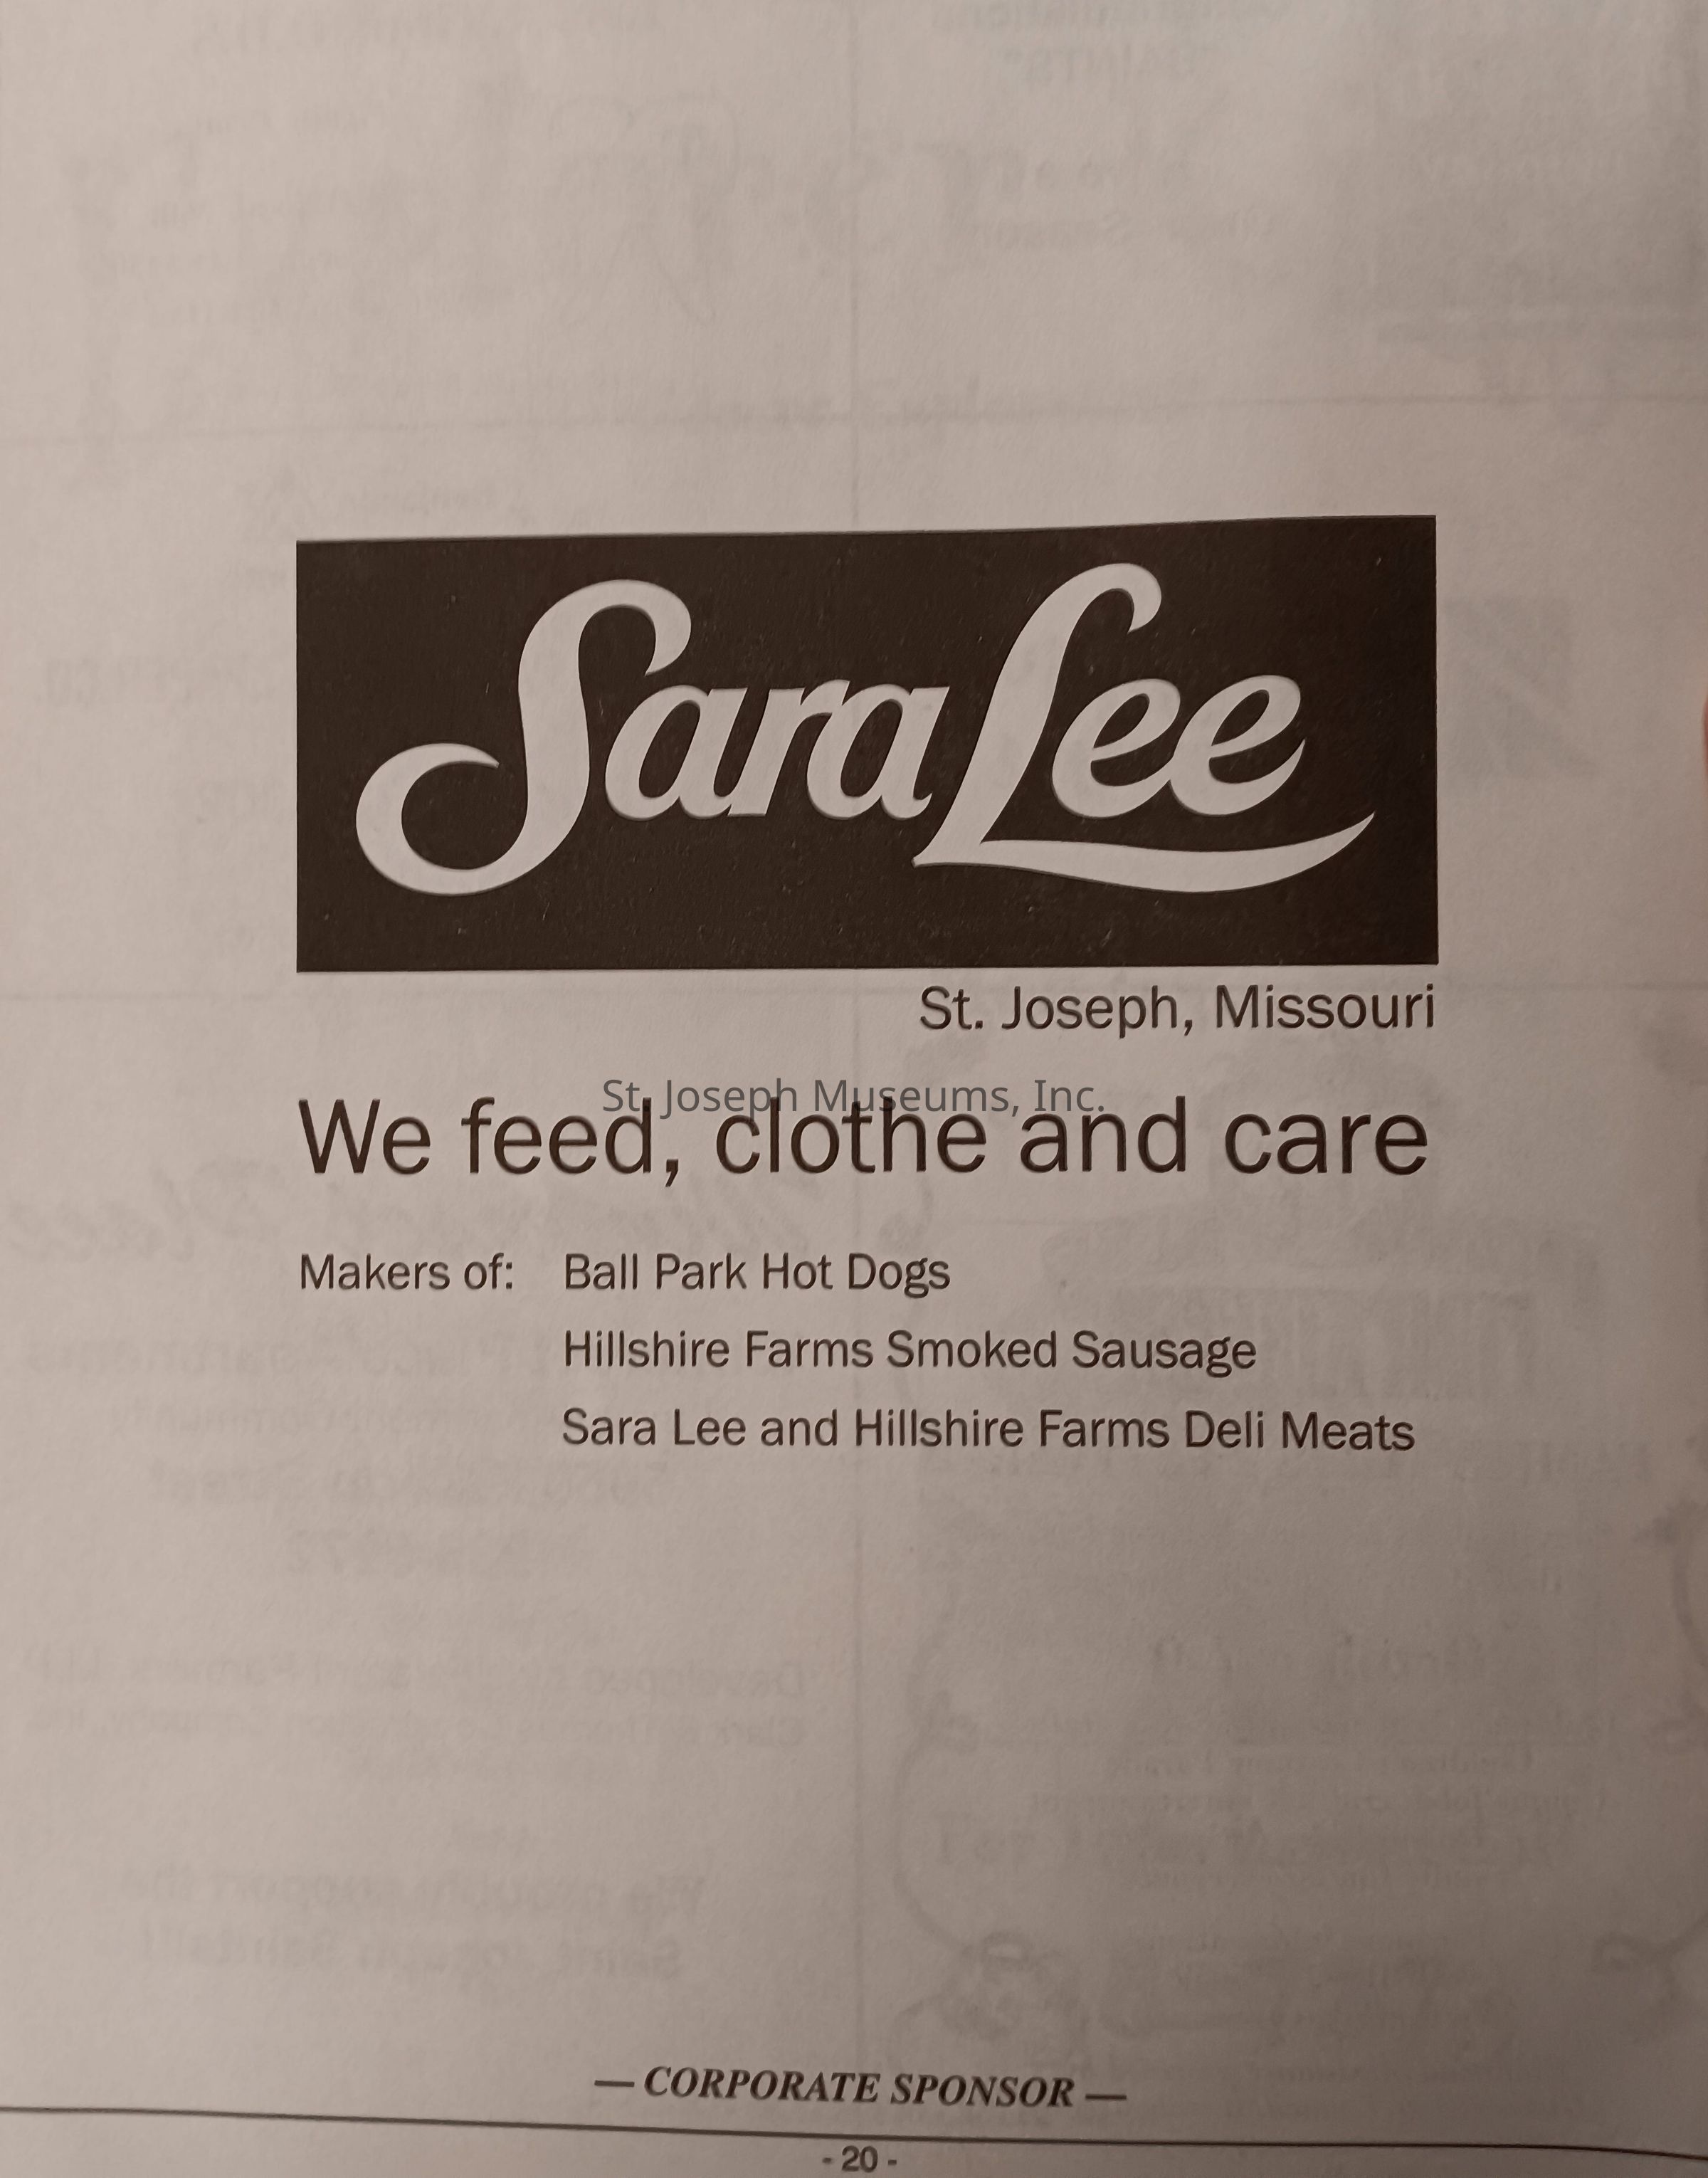 Sara Lee
St. Joseph, Missouri
St. Joseph Museums, Inc.
We feed, clothe and care
Makers of: Ball Park Hot Dogs
Hillshire Farms Smoked Sausage
Sara Lee and Hillshire Farms Deli Meats
— CORPORATE SPONSOR —
- 20 -